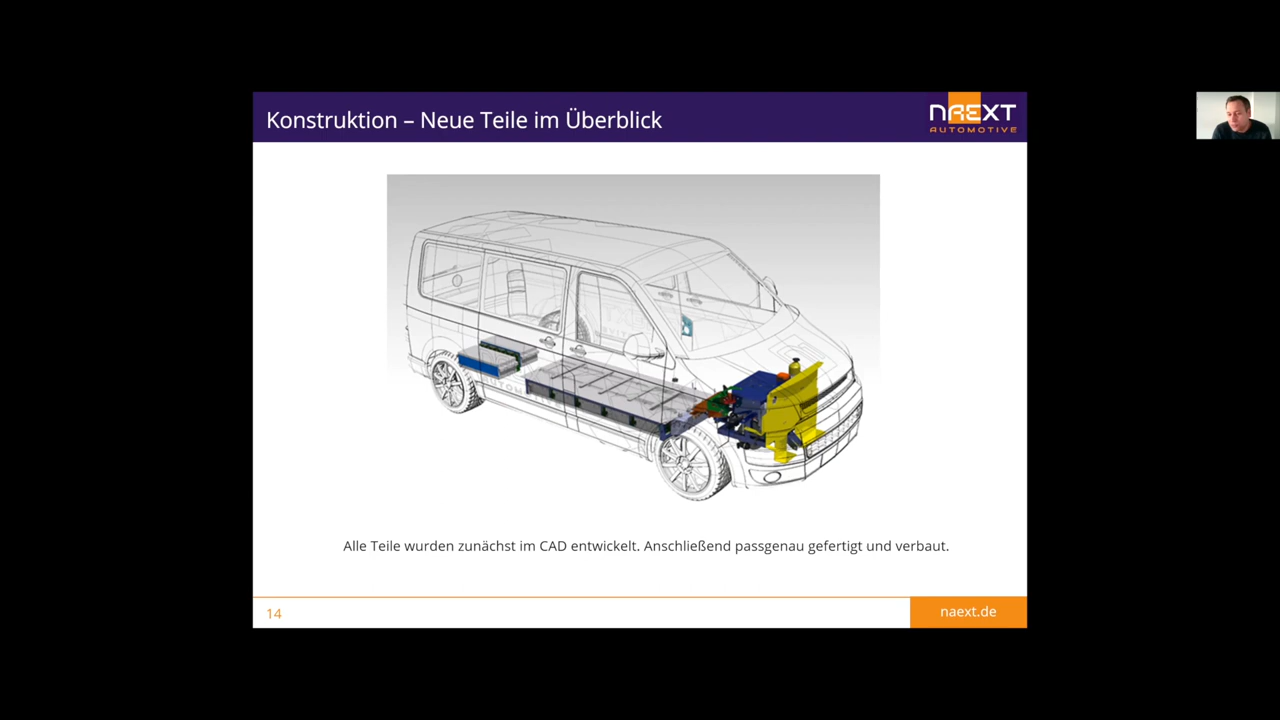 Konstruktion – Neue Teile im Überblick
NAEXT
AUTOMOTIVE
Alle Teile wurden zunächst im CAD entwickelt. Anschließend passgenau gefertigt und verbaut.
14
naext.de